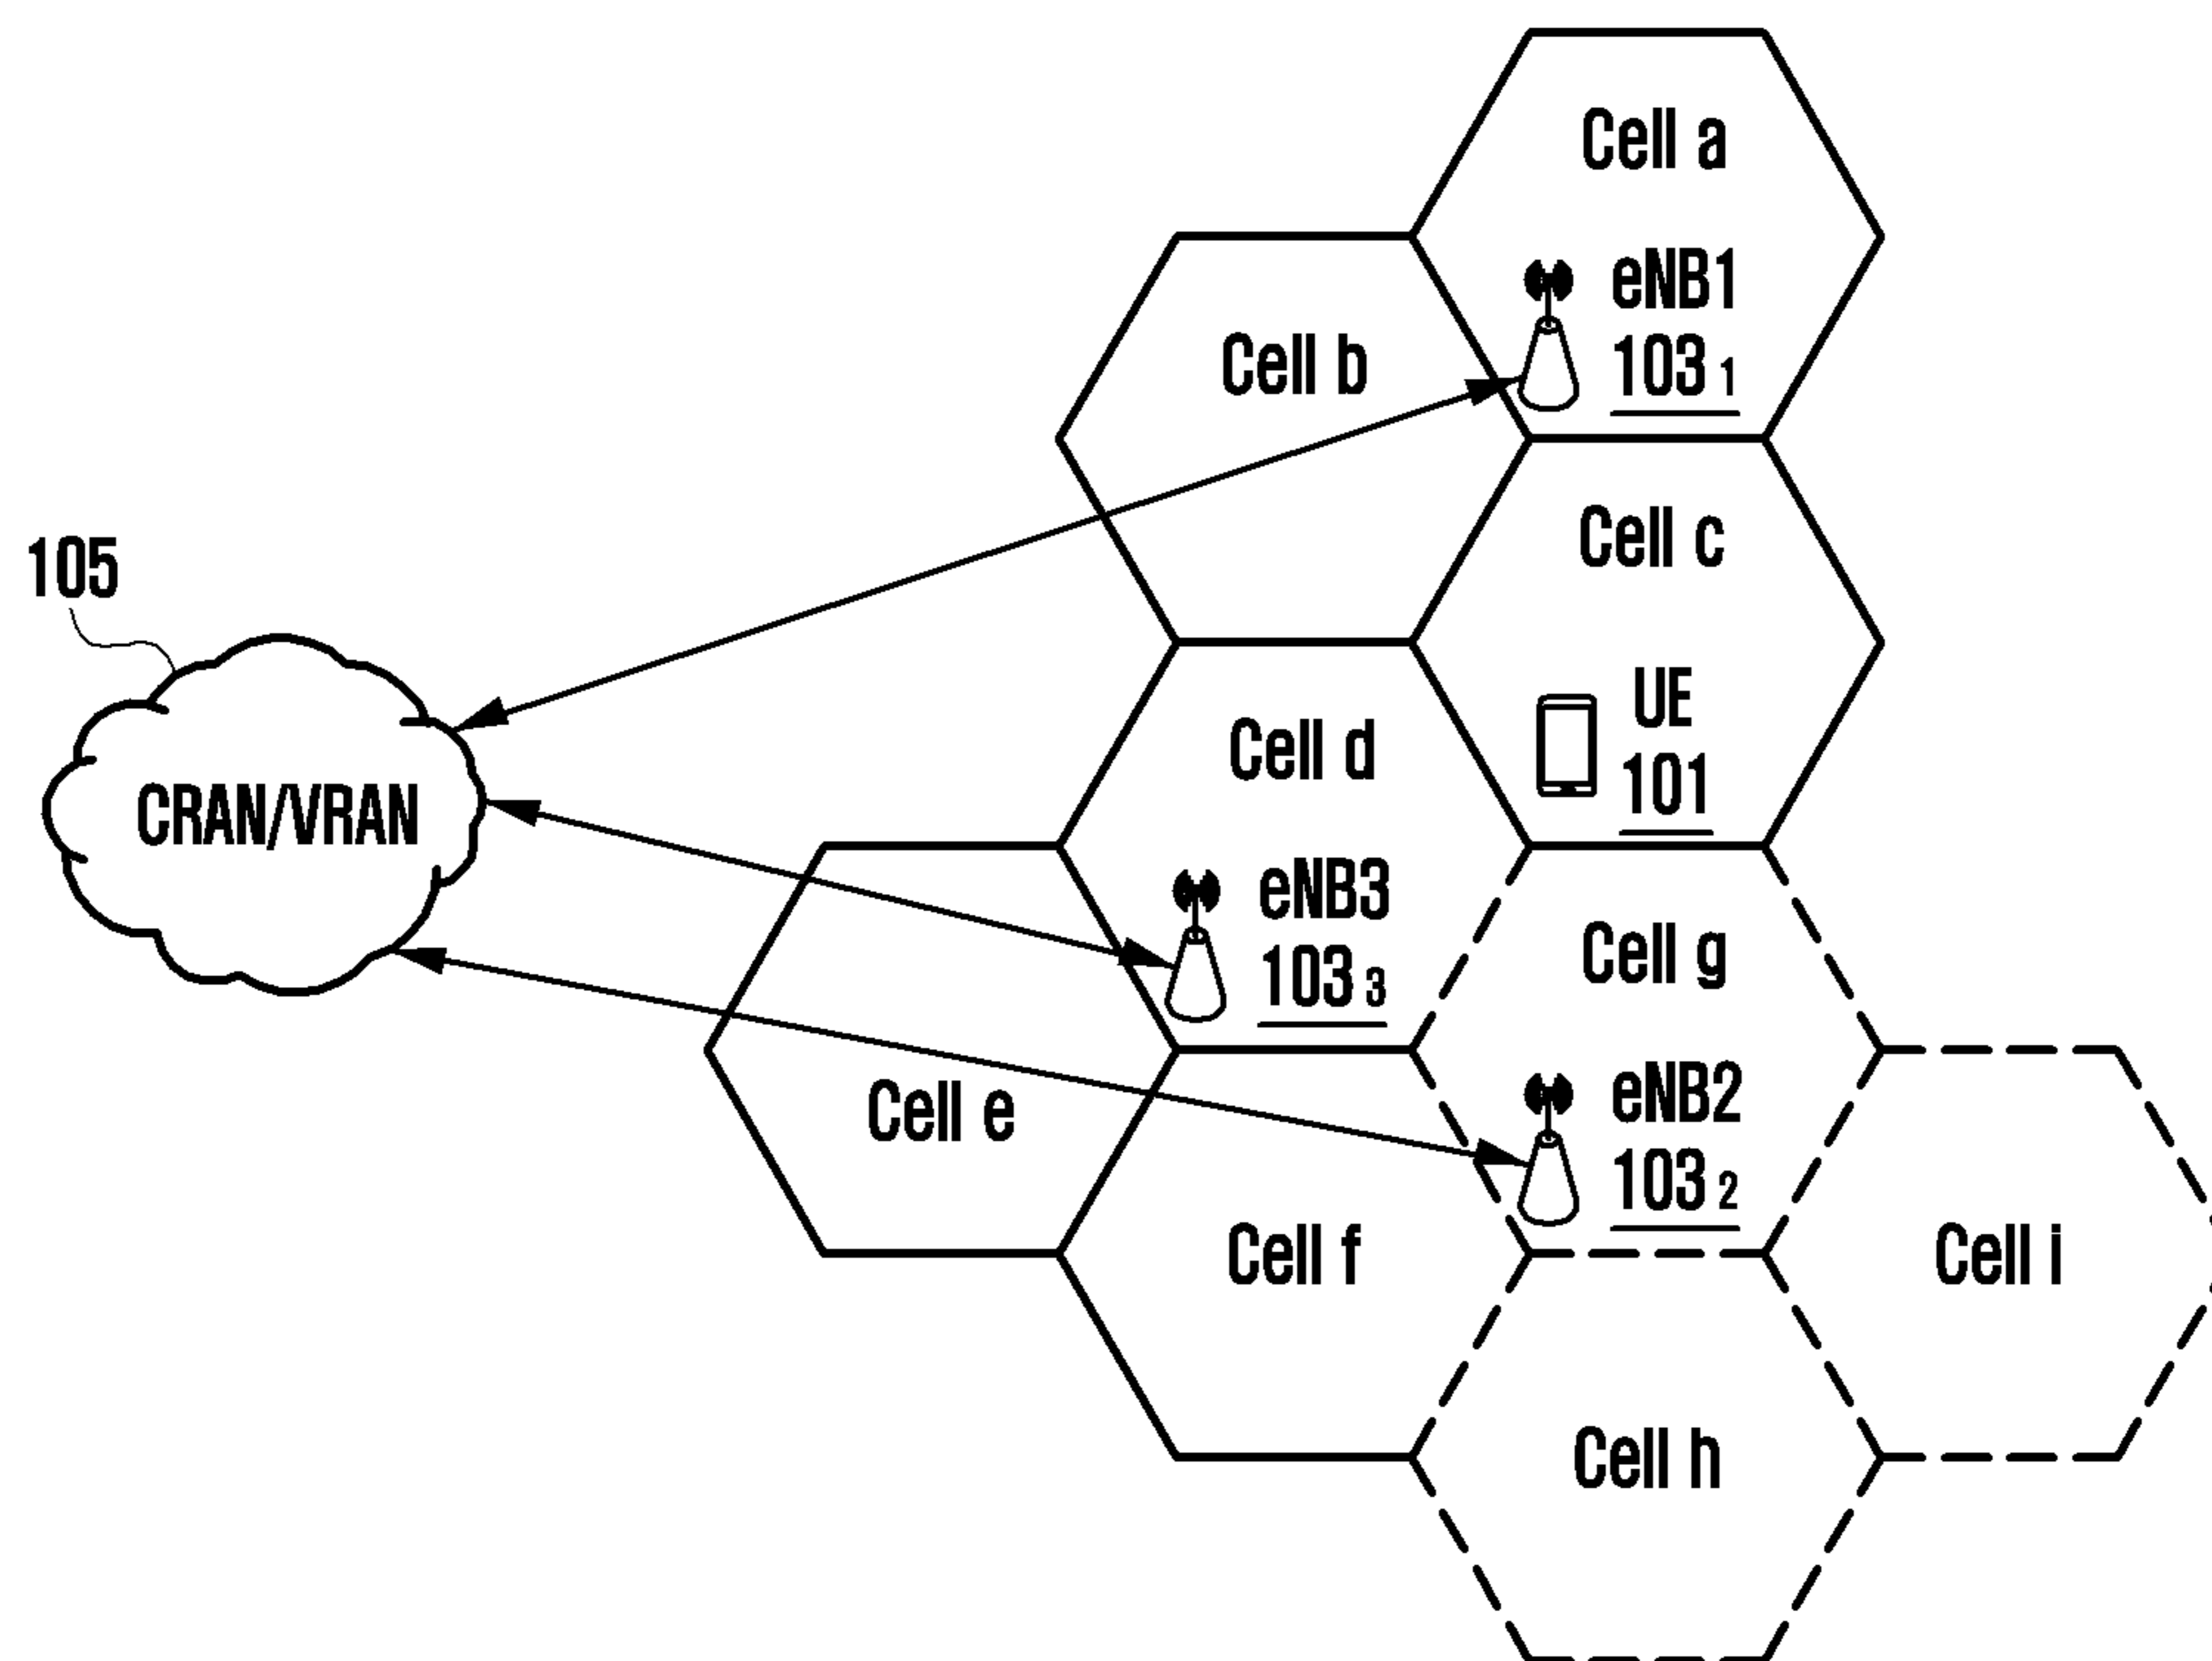 Cell a
eNB1
103 1
Cell b
Cell c
105
UE
101
Cell d
CRAN/VRAN
eNB3
103 3
Cell g
eNB2
103 2
Cell e
Cell f
Cell i
Cell h